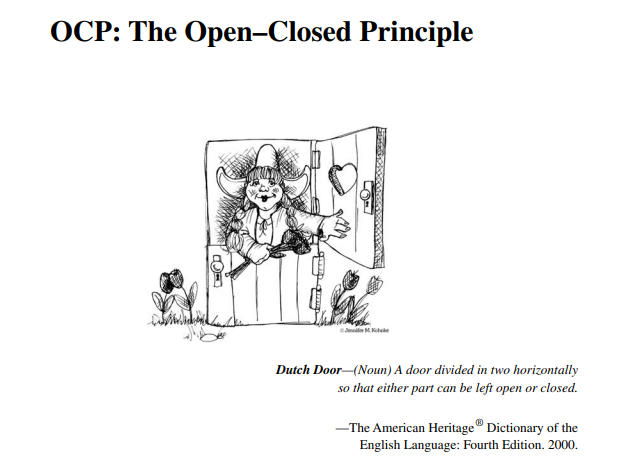 OCP: The Open–Closed Principle
© Jennifer M. Kohnke
Dutch Door—(Noun) A door divided in two horizontally
so that either part can be left open or closed.
—The American Heritage® Dictionary of the
English Language: Fourth Edition. 2000.